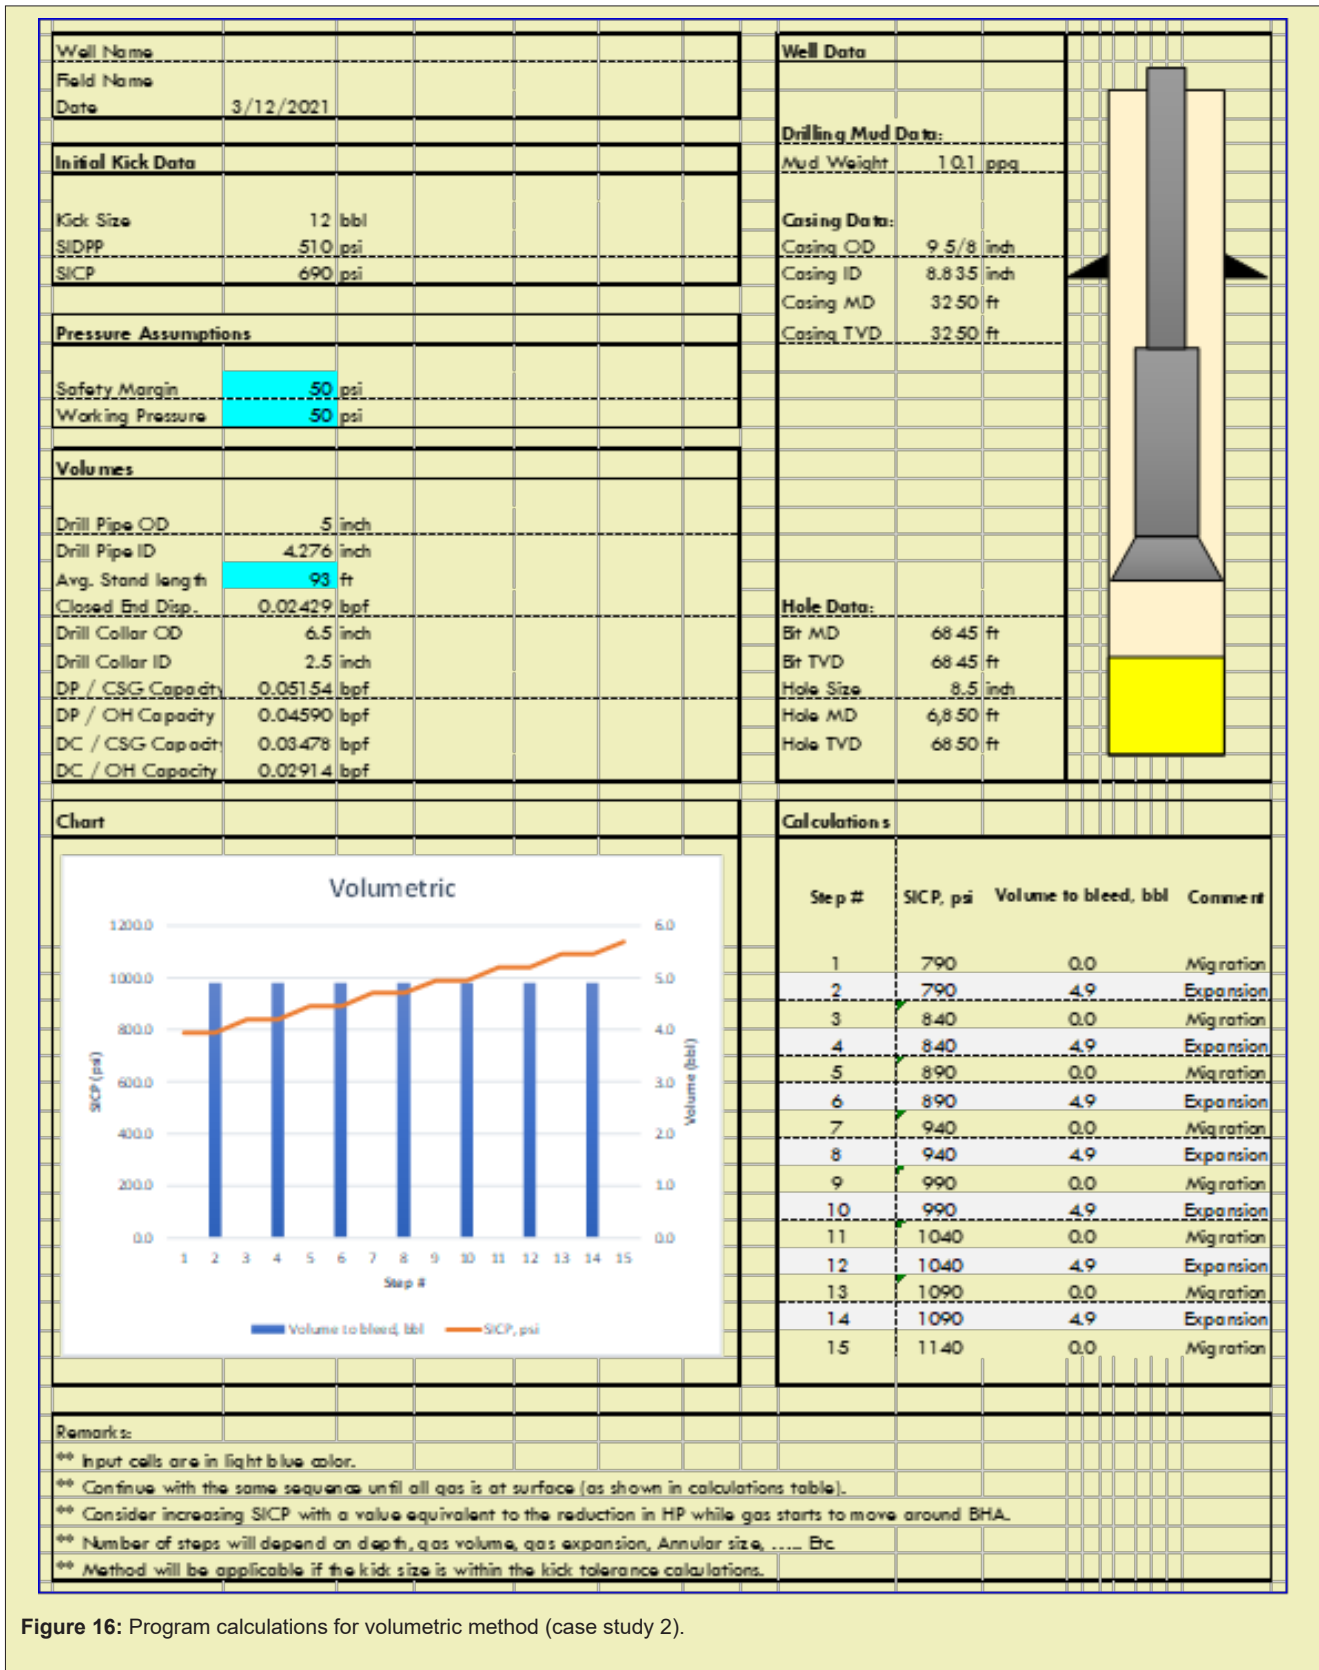 Well Name
Field Name
Date 3/12/2021
Initial Kick Data
Kick Size 12 bbl
SIDPP 510 psi
SICP 690 psi
Pressure Assumptions
Safety Margin 50 psi
Working Pressure 50 psi
Volumes
Drill Pipe OD 5 inch
Drill Pipe ID 4.276 inch
Avg. Stand length 93 ft
Closed End Disp. 0.02429 bpf
Drill Collar OD 6.5 inch
Drill Collar ID 2.5 inch
DP / CSG Capacity 0.05154 bpf
DP / OH Capacity 0.04590 bpf
DC / CSG Capacit 0.03478 bpf
DC / OH Capacity 0.02914 bpf
Well Data
Drilling Mud Data:
Mud Weight 10.1 ppg
Casing Data:
Casing OD 9 5/8 inch
Casing ID 8.835 inch
Casing MD 3250 ft
Casing TVD 3250 ft
Hole Data:
Bit MD 6845 ft
Bit TVD 6845 ft
Hole Size 8.5 inch
Hole MD 6,850 ft
Hole TVD 6850 ft
Chart
Volumetric
1200.0 6.0
1000.0 5.0
800.0 4.0
600.0 3.0
400.0 2.0
200.0 1.0
0.0 0.0
SICP (psi)
Volume (bbl)
1 2 3 4 5 6 7 8 9 10 11 12 13 14 15
Step #
Volume to bleed, bbl SICP, psi
Calculations
Step # SICP, psi Volume to bleed, bbl Comment
1 790 0.0 Migration
2 790 4.9 Expansion
3 840 0.0 Migration
4 840 4.9 Expansion
5 890 0.0 Migration
6 890 4.9 Expansion
7 940 0.0 Migration
8 940 4.9 Expansion
9 990 0.0 Migration
10 990 4.9 Expansion
11 1040 0.0 Migration
12 1040 4.9 Expansion
13 1090 0.0 Migration
14 1090 4.9 Expansion
15 1140 0.0 Migration
Remarks:
** Input cells are in light blue color.
** Continue with the same sequence until all gas is at surface (as shown in calculations table).
** Consider increasing SICP with a value equivalent to the reduction in HP while gas starts to move around BHA.
** Number of steps will depend on depth, gas volume, gas expansion, Annular size, ..... Etc
** Method will be applicable if the kick size is within the kick tolerance calculations.
Figure 16: Program calculations for volumetric method (case study 2).